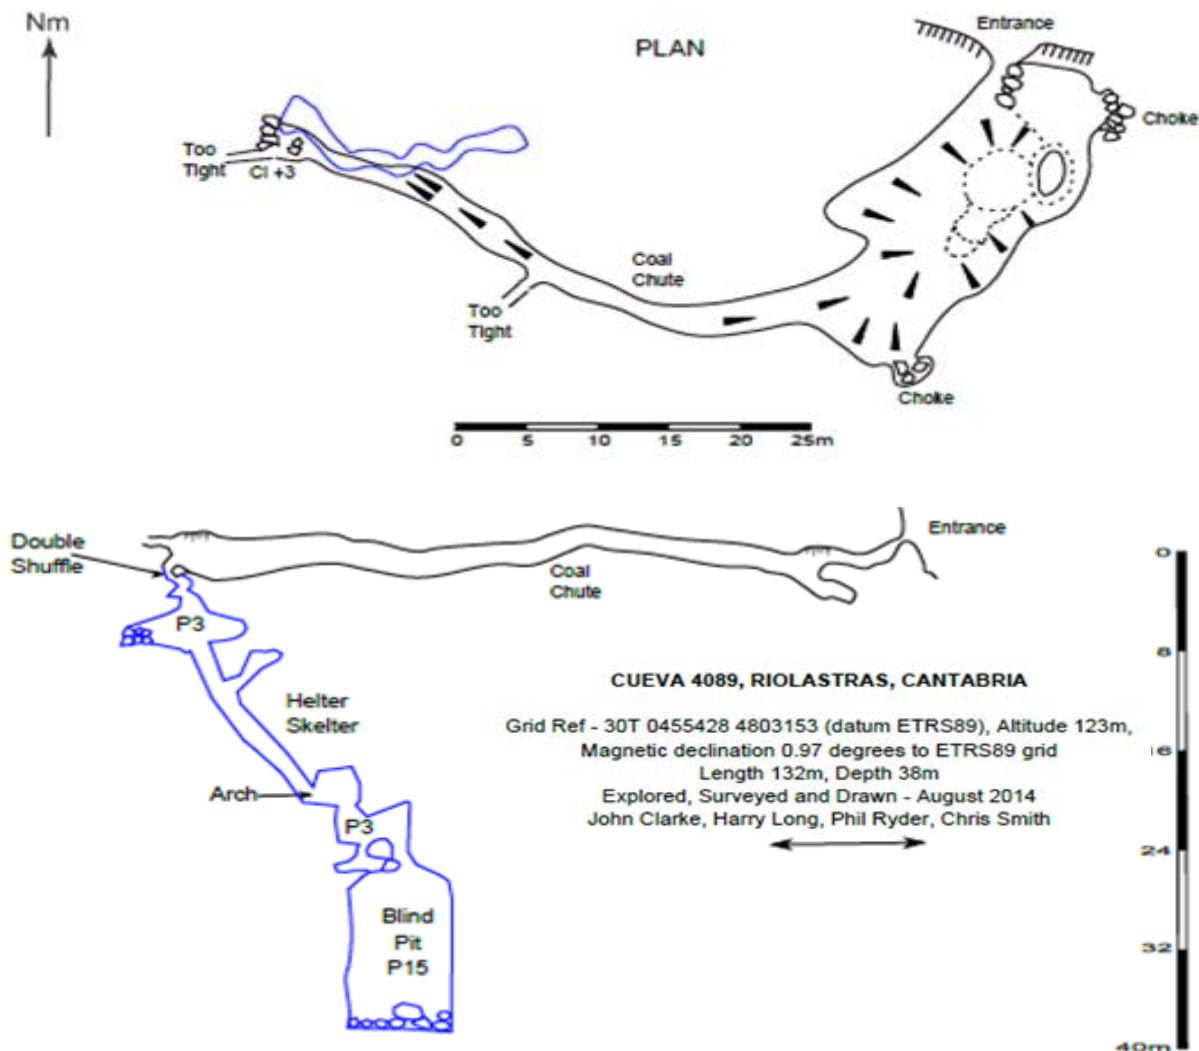 Nm
PLAN
Entrance
Choke
Too
Tight
Cl +3
Coal
Chute
Too
Tight
Choke
0 5 10 15 20 25m
Double
Shuffle
Entrance
Coal
Chute
0
P3
8
Helter
Skelter
CUEVA 4089, RIOLASTRAS, CANTABRIA
Grid Ref - 30T 0455428 4803153 (datum ETRS89), Altitude 123m,
Magnetic declination 0.97 degrees to ETRS89 grid
Length 132m, Depth 38m
Explored, Surveyed and Drawn - August 2014
John Clarke, Harry Long, Phil Ryder, Chris Smith
16
Arch
P3
24
Blind
Pit
P15
32
40m